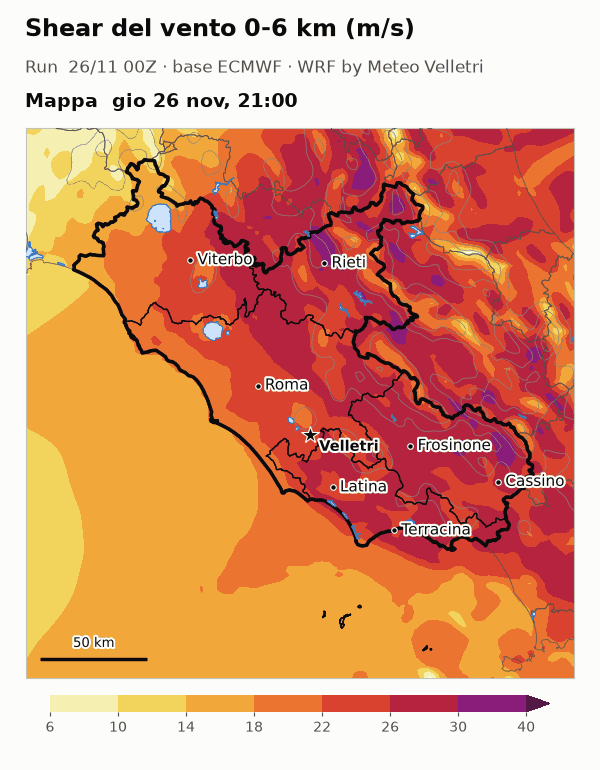 Shear del vento 0-6 km (m/s)
Run 26/11 00Z · base ECMWF · WRF by Meteo Velletri
Mappa gio 26 nov, 21:00
Viterbo
Rieti
Roma
Velletri
Frosinone
Cassino
Latina
Terracina
50 km
6 10 14 18 22 26 30 40